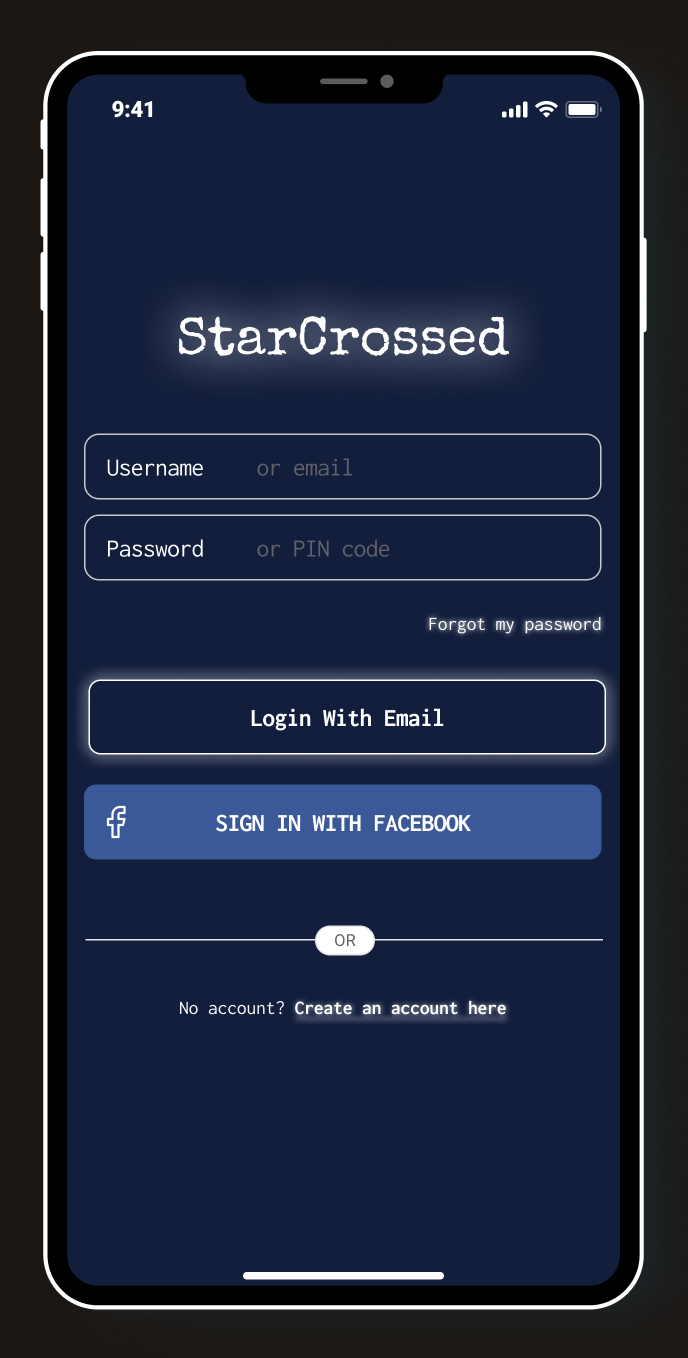 9:41
StarCrossed
Username or email
Password or PIN code
Forgot my password
Login With Email
SIGN IN WITH FACEBOOK
OR
No account? Create an account here